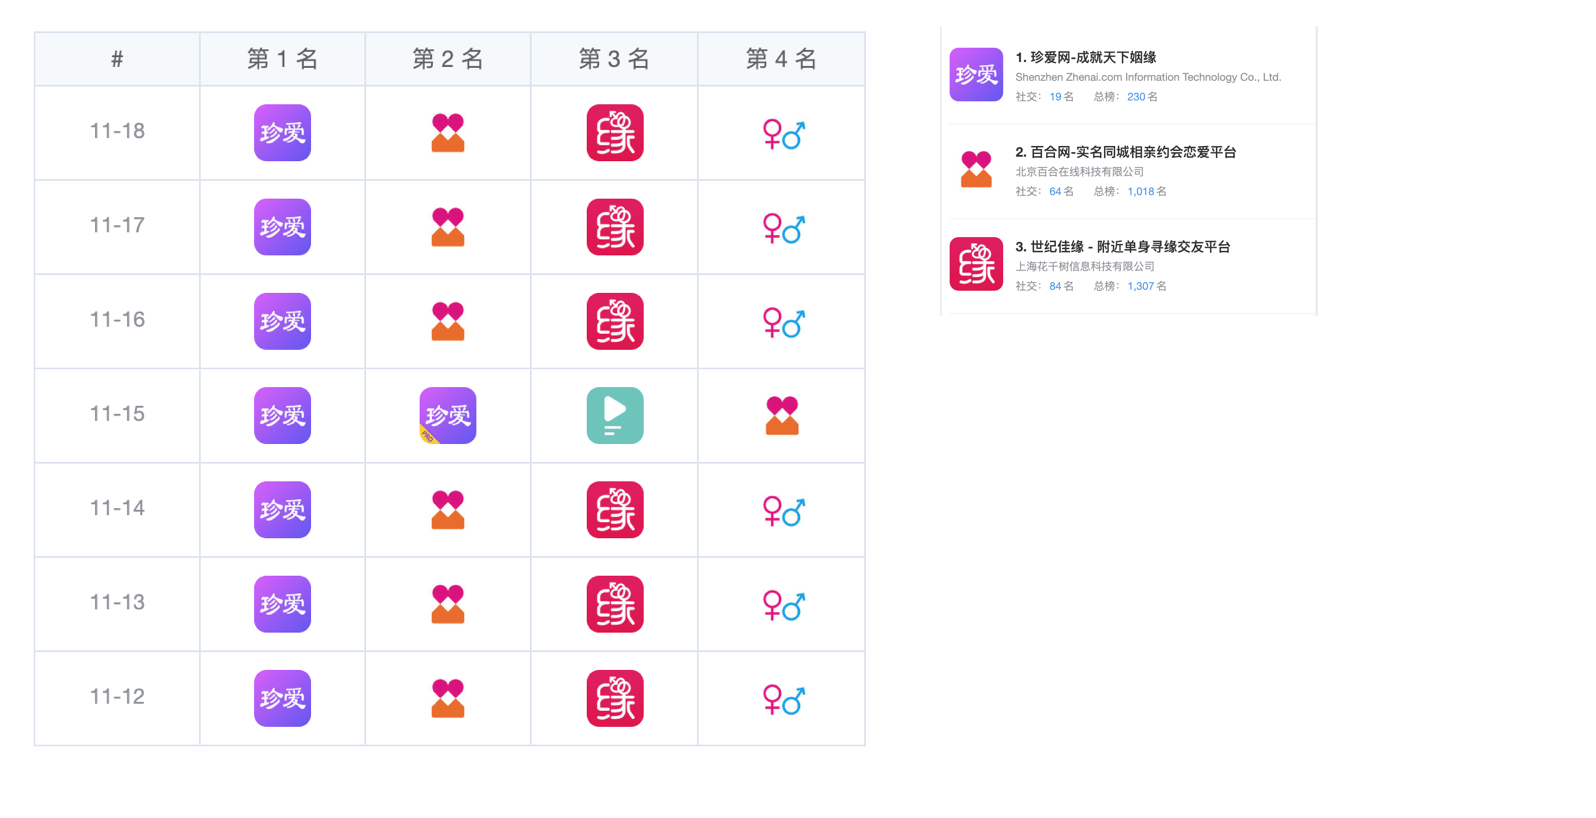 # 第 1 名 第 2 名 第 3 名 第 4 名
11-18 珍爱 缘
11-17 珍爱 缘
11-16 珍爱 缘
11-15 珍爱 珍爱 PRO
11-14 珍爱 缘
11-13 珍爱 缘
11-12 珍爱 缘
珍爱
1. 珍爱网-成就天下姻缘
Shenzhen Zhenai.com Information Technology Co., Ltd.
社交: 19 名 总榜: 230 名
2. 百合网-实名同城相亲约会恋爱平台
北京百合在线科技有限公司
社交: 64 名 总榜: 1,018 名
缘
3. 世纪佳缘 - 附近单身寻缘交友平台
上海花千树信息科技有限公司
社交: 84 名 总榜: 1,307 名